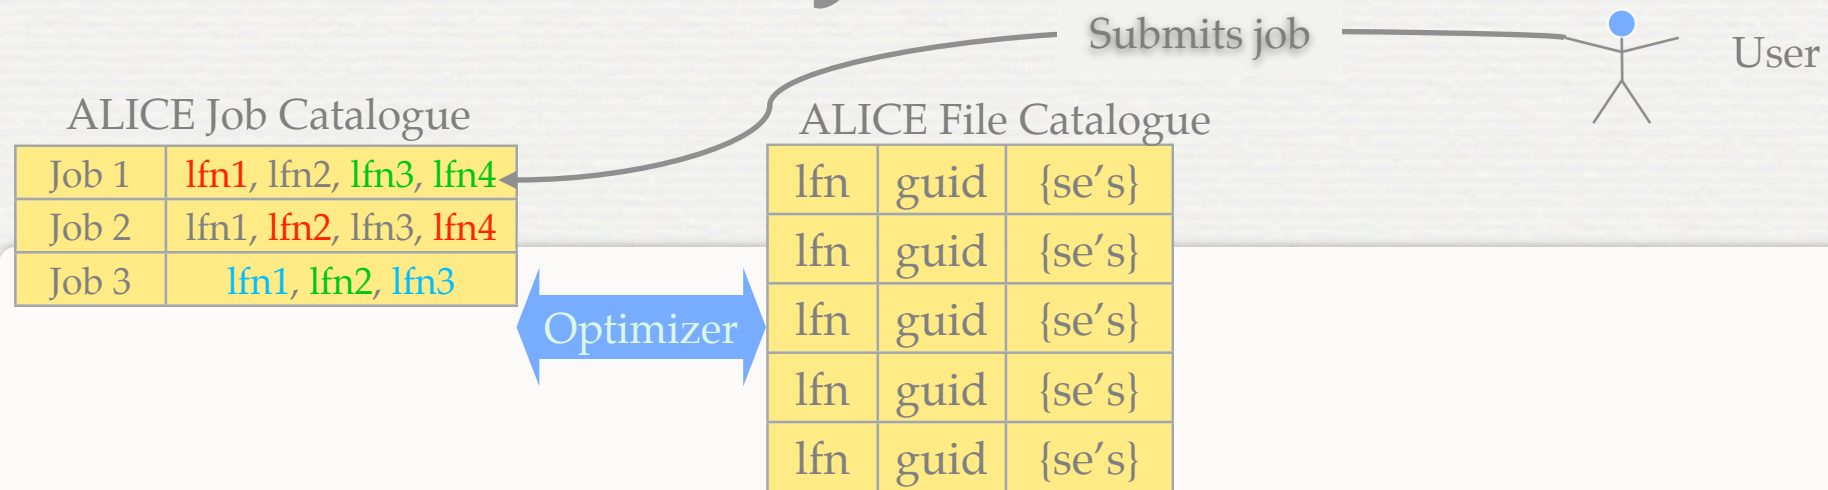 Submits job
User
ALICE Job Catalogue
ALICE File Catalogue
Job 1 lfn1, lfn2, lfn3, lfn4
Job 2 lfn1, lfn2, lfn3, lfn4
Job 3 lfn1, lfn2, lfn3
Optimizer
lfn guid {se’s}
lfn guid {se’s}
lfn guid {se’s}
lfn guid {se’s}
lfn guid {se’s}